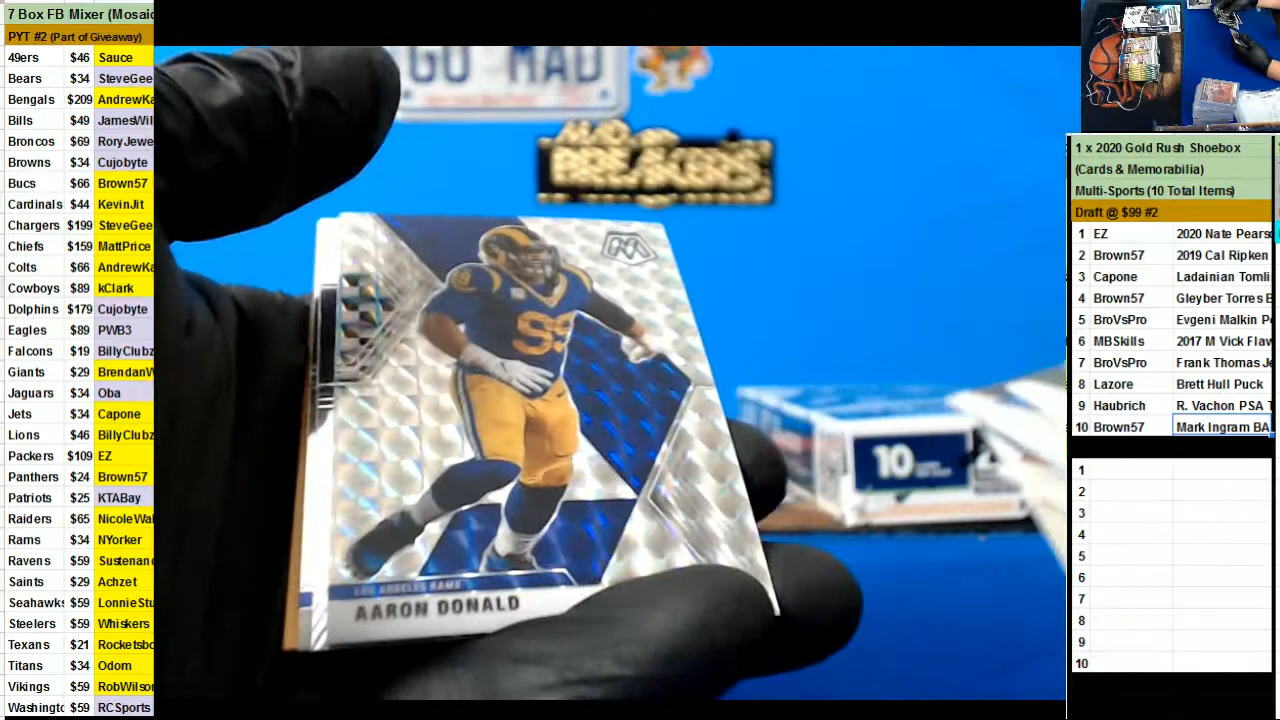 7 Box FB Mixer (Mosaic
PYT #2 (Part of Giveaway)
49ers $46 Sauce
Bears $34 SteveGee
Bengals $209 AndrewKa
Bills $49 JamesWil
Broncos $69 RoryJewe
Browns $34 Cujobyte
Bucs $66 Brown57
Cardinals $44 KevinJit
Chargers $199 SteveGee
Chiefs $159 MattPrice
Colts $66 AndrewKa
Cowboys $89 kClark
Dolphins $179 Cujobyte
Eagles $89 PWB3
Falcons $19 BillyClubz
Giants $29 BrendanW
Jaguars $34 Oba
Jets $34 Capone
Lions $46 BillyClubz
Packers $109 EZ
Panthers $24 Brown57
Patriots $25 KTABay
Raiders $65 NicoleWal
Rams $34 NYorker
Ravens $59 Sustenanc
Saints $29 Achzet
Seahawks $59 LonnieStu
Steelers $59 Whiskers
Texans $21 Rocketsbo
Titans $34 Odom
Vikings $59 RobWilson
Washingto $59 RCSports
GO MAD
BREAKERS
99
LOS ANGELES RAMS
AARON DONALD
10
1 x 2020 Gold Rush Shoebox
(Cards & Memorabilia)
Multi-Sports (10 Total Items)
Draft @ $99 #2
1 EZ 2020 Nate Pearso
2 Brown57 2019 Cal Ripken
3 Capone Ladainian Tomli
4 Brown57 Gleyber Torres B
5 BroVsPro Evgeni Malkin P
6 MBSkills 2017 M Vick Flaw
7 BroVsPro Frank Thomas Je
8 Lazore Brett Hull Puck
9 Haubrich R. Vachon PSA T
10 Brown57 Mark Ingram BA
1
2
3
4
5
6
7
8
9
10